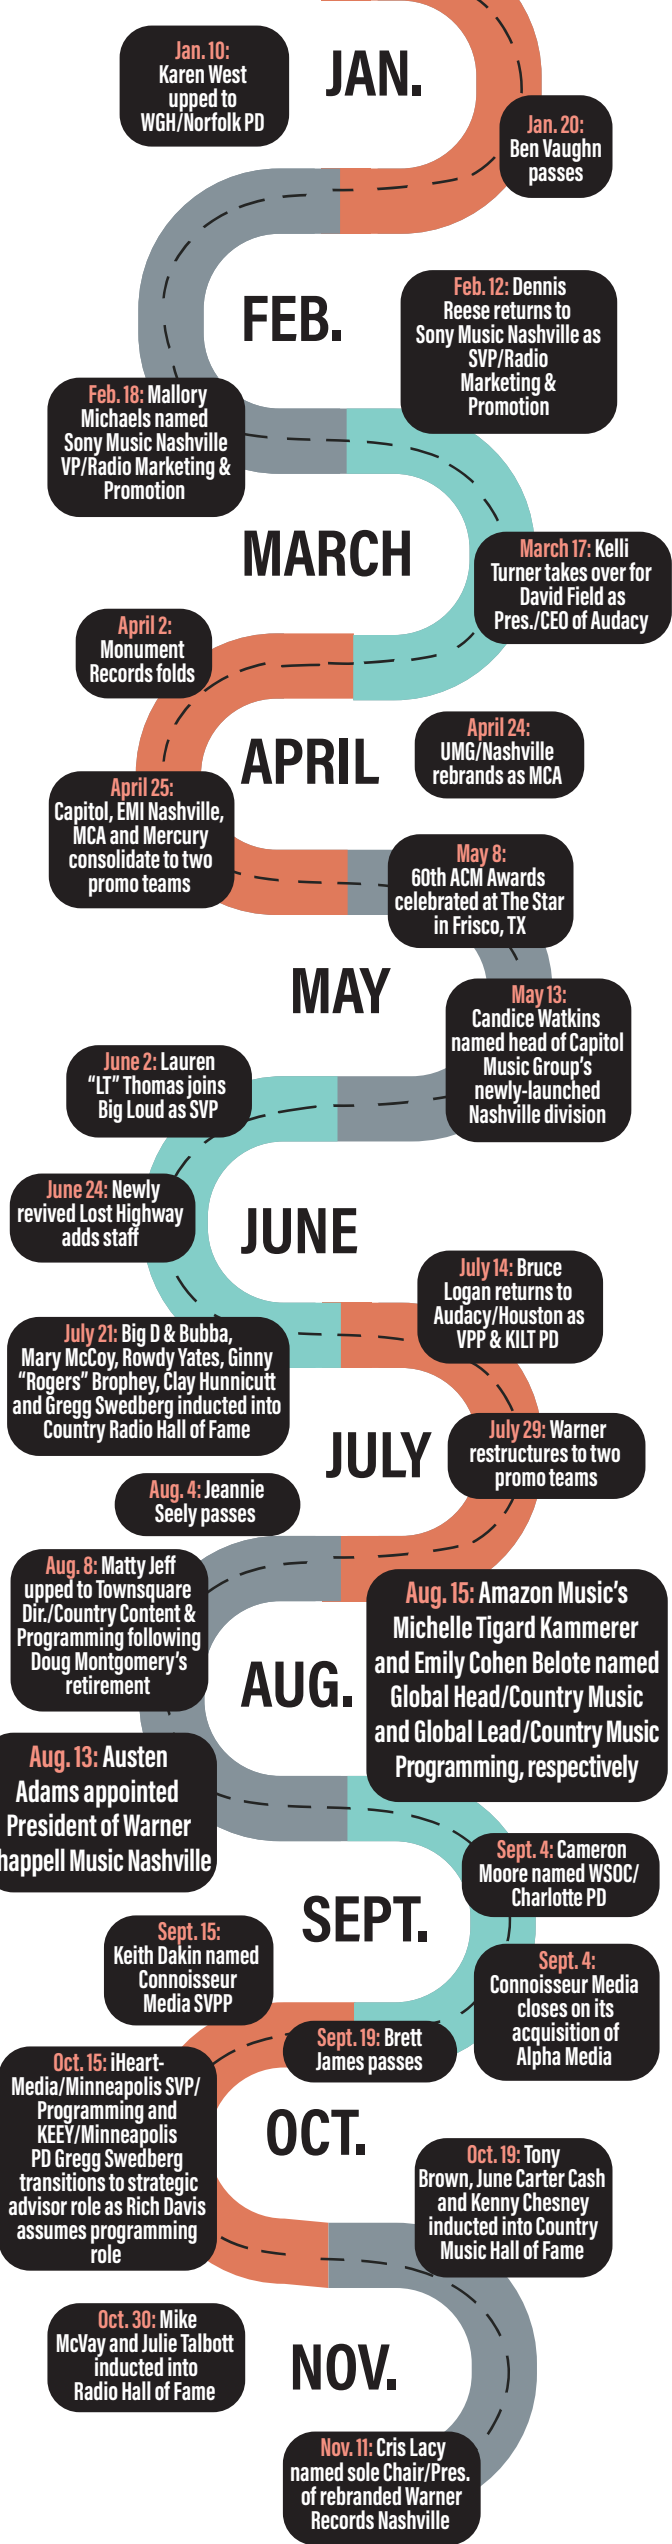 JAN.
Jan. 10:
Karen West
upped to
WGH/Norfolk PD
Jan. 20:
Ben Vaughn
passes
FEB.
Feb. 12: Dennis
Reese returns to
Sony Music Nashville as
SVP/Radio
Marketing &
Promotion
Feb. 18: Mallory
Michaels named
Sony Music Nashville
VP/Radio Marketing &
Promotion
MARCH
March 17: Kelli
Turner takes over for
David Field as
Pres./CEO of Audacy
April 2:
Monument
Records folds
APRIL
April 24:
UMG/Nashville
rebrands as MCA
April 25:
Capitol, EMI Nashville,
MCA and Mercury
consolidate to two
promo teams
May 8:
60th ACM Awards
celebrated at The Star
in Frisco, TX
MAY
May 13:
Candice Watkins
named head of Capitol
Music Group's
newly-launched
Nashville division
June 2: Lauren
“LT” Thomas joins
Big Loud as SVP
June 24: Newly
revived Lost Highway
adds staff
JUNE
July 14: Bruce
Logan returns to
Audacy/Houston as
VPP & KILT PD
July 21: Big D & Bubba,
Mary McCoy, Rowdy Yates, Ginny
“Rogers” Brophey, Clay Hunnicutt
and Gregg Swedberg inducted into
Country Radio Hall of Fame
JULY
July 29: Warner
restructures to two
promo teams
Aug. 4: Jeannie
Seely passes
Aug. 8: Matty Jeff
upped to Townsquare
Dir./Country Content &
Programming following
Doug Montgomery's
retirement
AUG.
Aug. 15: Amazon Music's
Michelle Tigard Kammerer
and Emily Cohen Belote named
Global Head/Country Music
and Global Lead/Country Music
Programming, respectively
Aug. 13: Austen
Adams appointed
President of Warner
happell Music Nashville
Sept. 4: Cameron
Moore named WSOC/
Charlotte PD
SEPT.
Sept. 15:
Keith Dakin named
Connoisseur
Media SVPP
Sept. 4:
Connoisseur Media
closes on its
acquisition of
Alpha Media
Sept. 19: Brett
James passes
Oct. 15: iHeart-
Media/Minneapolis SVP/
Programming and
KEEY/Minneapolis
PD Gregg Swedberg
transitions to strategic
advisor role as Rich Davis
assumes programming
role
OCT.
Oct. 19: Tony
Brown, June Carter Cash
and Kenny Chesney
inducted into Country
Music Hall of Fame
Oct. 30: Mike
McVay and Julie Talbott
inducted into
Radio Hall of Fame
NOV.
Nov. 11: Cris Lacy
named sole Chair/Pres.
of rebranded Warner
Records Nashville